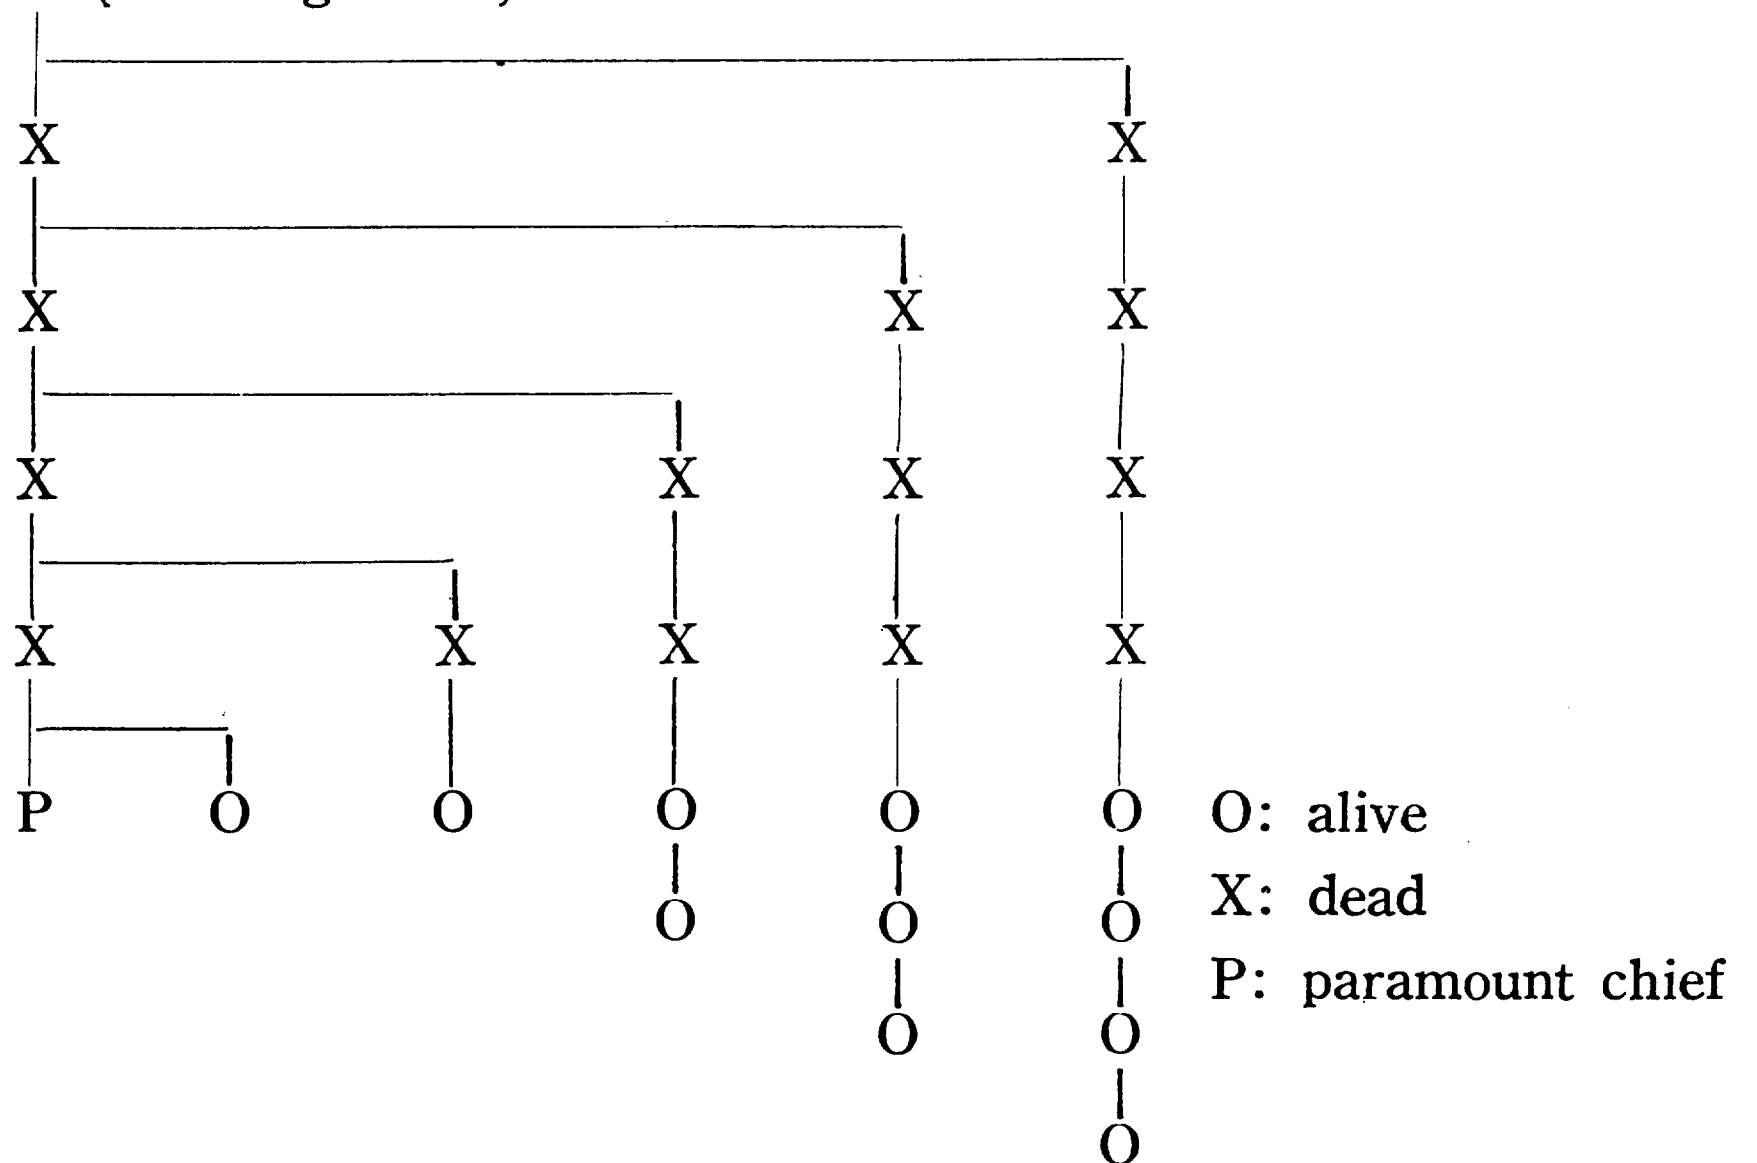 X X
X X X
X X X X
X X X X X
P O O O O O O: alive
O O O X: dead
P: paramount chief
O O
O